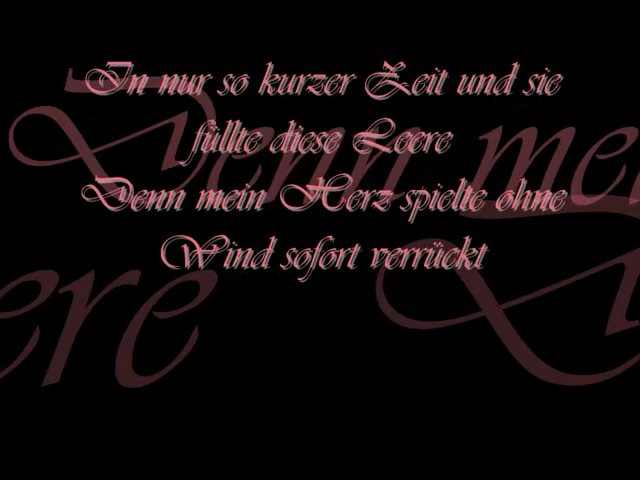 In nur so kurzer Zeit und sie
füllte diese Leere
Denn mein Herz spielte ohne
Wind sofort verrückt